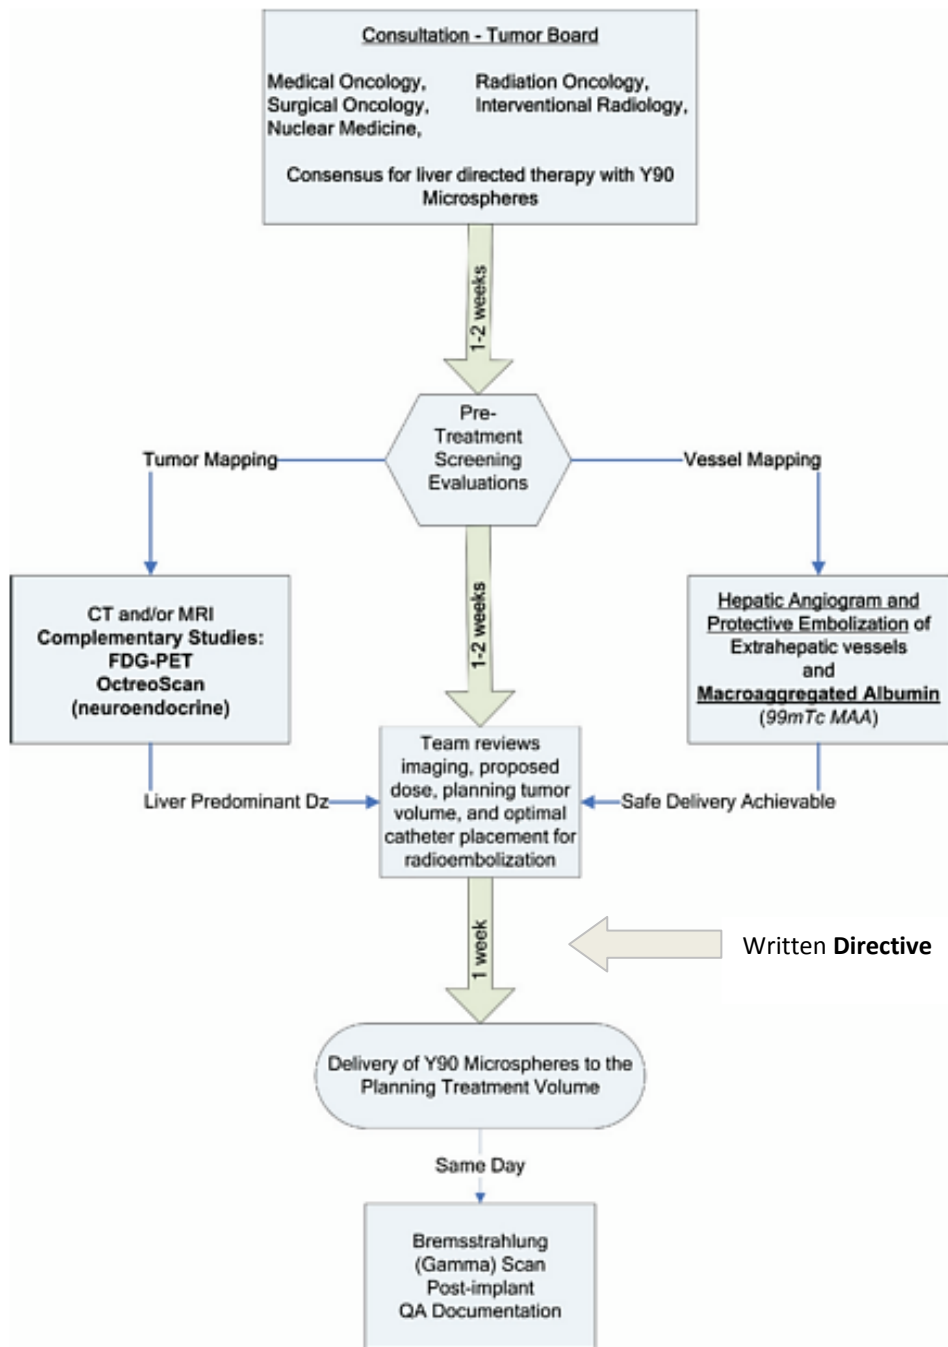 Consultation - Tumor Board
Medical Oncology, Radiation Oncology,
Surgical Oncology, Interventional Radiology,
Nuclear Medicine,
Consensus for liver directed therapy with Y90
Microspheres
1-2 weeks
Pre-
Treatment
Screening
Evaluations
Tumor Mapping
Vessel Mapping
CT and/or MRI
Complementary Studies:
FDG-PET
OctreoScan
(neuroendocrine)
1-2 weeks
Hepatic Angiogram and
Protective Embolization of
Extrahepatic vessels
and
Macroaggregated Albumin
(99mTc MAA)
Team reviews
imaging, proposed
dose, planning tumor
volume, and optimal
catheter placement for
radioembolization
Liver Predominant Dz
Safe Delivery Achievable
1 week
Written Directive
Delivery of Y90 Microspheres to the
Planning Treatment Volume
Same Day
Bremsstrahlung
(Gamma) Scan
Post-implant
QA Documentation